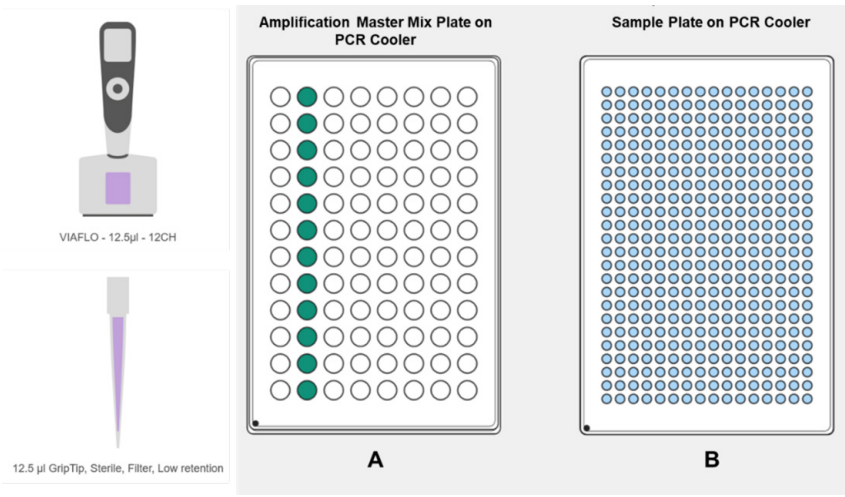 Amplification Master Mix Plate on
PCR Cooler
Sample Plate on PCR Cooler
VIAFLO - 12.5µl - 12CH
12.5 µl GripTip, Sterile, Filter, Low retention
A
B